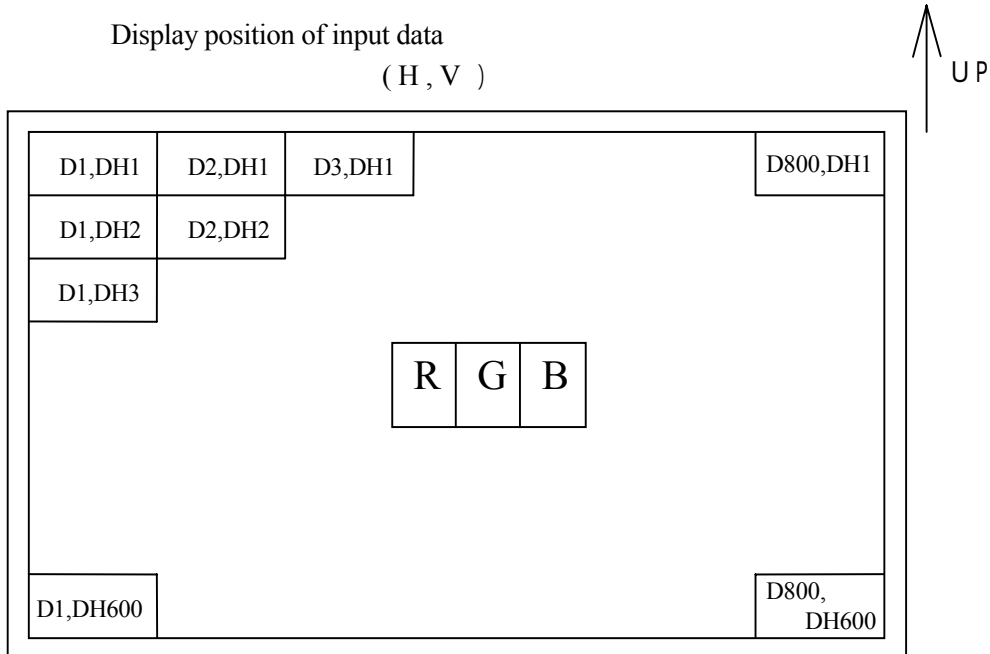 Display position of input data
( H , V )
UP
D1,DH1 D2,DH1 D3,DH1 D800,DH1
D1,DH2 D2,DH2
D1,DH3
R G B
D1,DH600 D800,
DH600